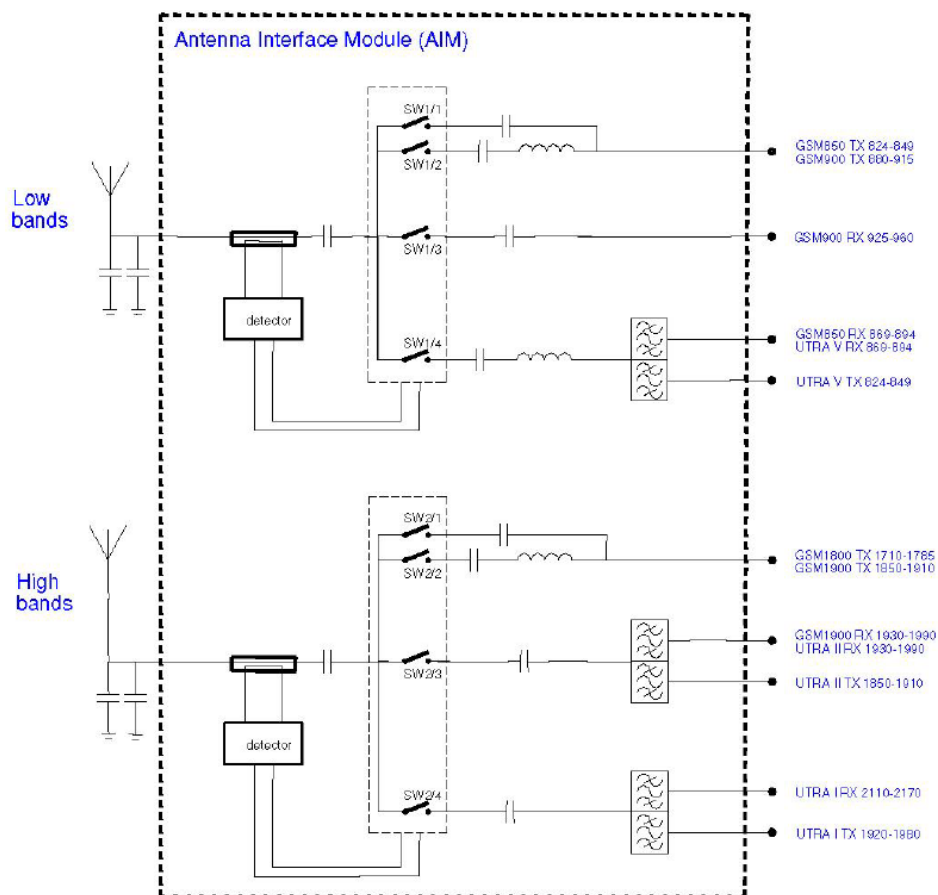 Antenna Interface Module (AIM)
SW1/1
SW1/2
GSM850 TX 824-849
GSM900 TX 880-915
Low
bands
SW1/3
GSM900 RX 925-960
detector
SW1/4
GSM850 RX 869-894
UTRA V RX 869-894
UTRA V TX 824-849
SW2/1
SW2/2
GSM1800 TX 1710-1785
GSM1900 TX 1850-1910
High
bands
GSM1900 RX 1930-1990
UTRA II RX 1930-1990
SW2/3
UTRA II TX 1850-1910
detector
SW2/4
UTRA I RX 2110-2170
UTRA I TX 1920-1980